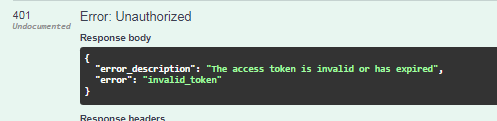 401
Undocumented
Error: Unauthorized
Response body
{
  "error_description": "The access token is invalid or has expired",
  "error": "invalid_token"
}
Response headers